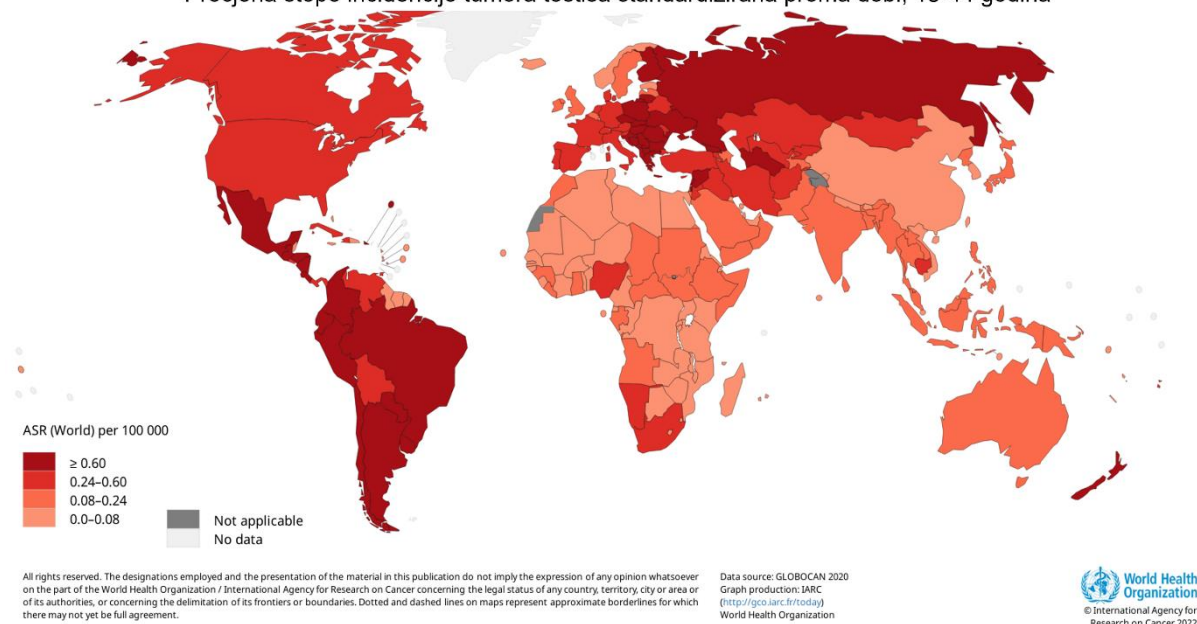 ASR (World) per 100 000
≥ 0.60
0.24–0.60
0.08–0.24
0.0–0.08
Not applicable
No data
All rights reserved. The designations employed and the presentation of the material in this publication do not imply the expression of any opinion whatsoever
on the part of the World Health Organization / International Agency for Research on Cancer concerning the legal status of any country, territory, city or area or
of its authorities, or concerning the delimitation of its frontiers or boundaries. Dotted and dashed lines on maps represent approximate borderlines for which
there may not yet be full agreement.
Data source: GLOBOCAN 2020
Graph production: IARC
(http://gco.iarc.fr/today)
World Health Organization
World Health
Organization
© International Agency for
Research on Cancer 2022